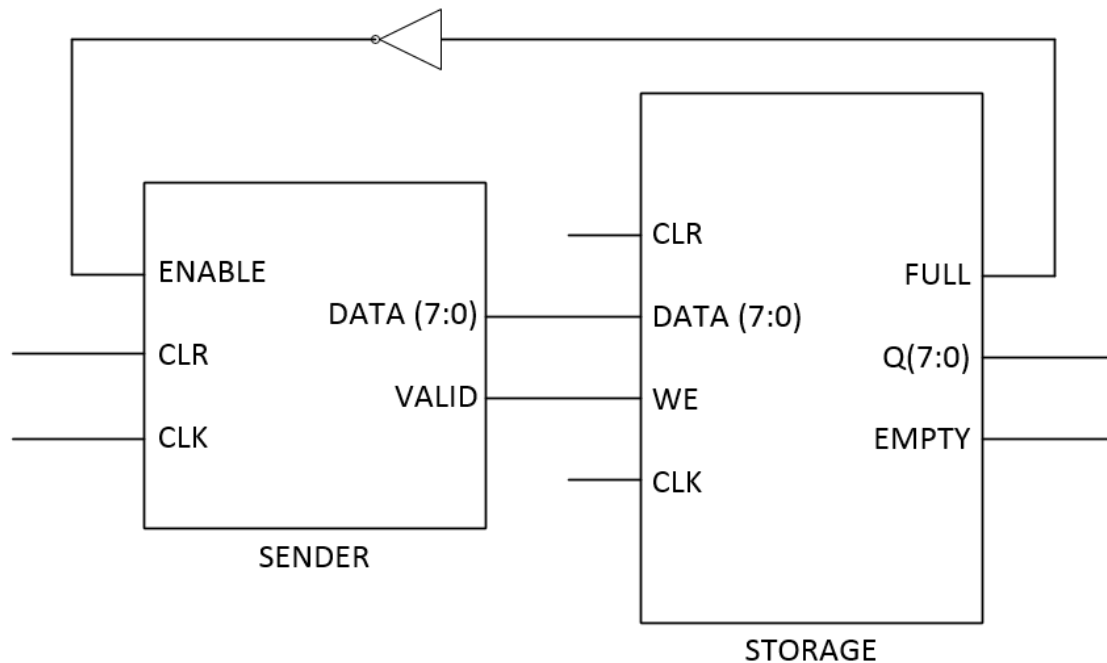 ENABLE
CLR
CLK
DATA (7:0)
VALID
SENDER
CLR
DATA (7:0)
WE
CLK
FULL
Q(7:0)
EMPTY
STORAGE